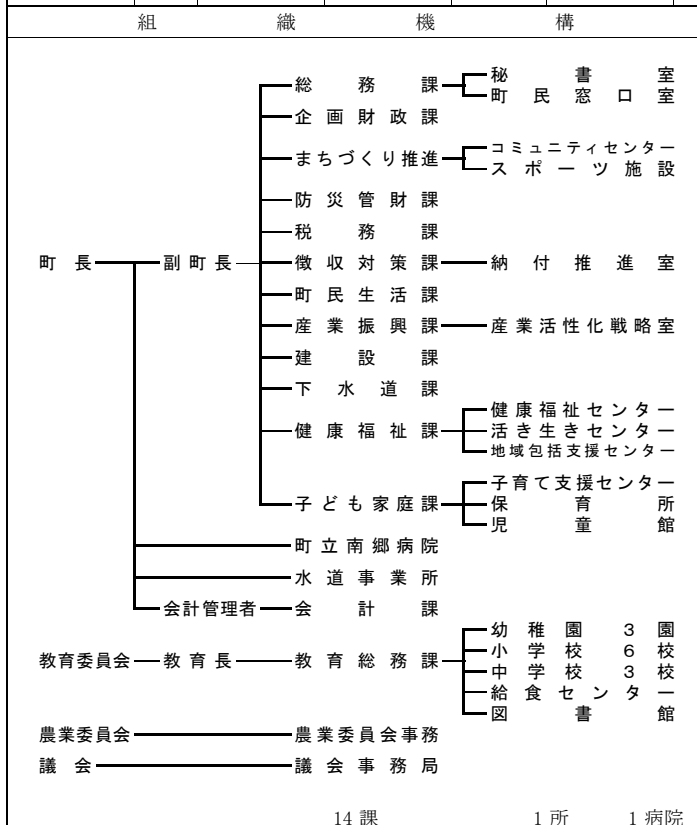 組織機構
総務課 秘書室
町民窓口室
企画財政課
まちづくり推進 コミュニティセンター
スポーツ施設
防災管財課
税務課
町長 副町長 徴収対策課 納付推進室
町民生活課
産業振興課 産業活性化戦略室
建設課
下水道課
健康福祉センター
健康福祉課 活き生きセンター
地域包括支援センター
子育て支援センター
子ども家庭課 保育所
児童館
町立南郷病院
水道事業所
会計管理者 会計課
幼稚園 3園
小学校 6校
教育委員会 教育長 教育総務課 中学校 3校
給食センター
図書館
農業委員会 農業委員会事務
議会 議会事務局
14課 1所 1病院